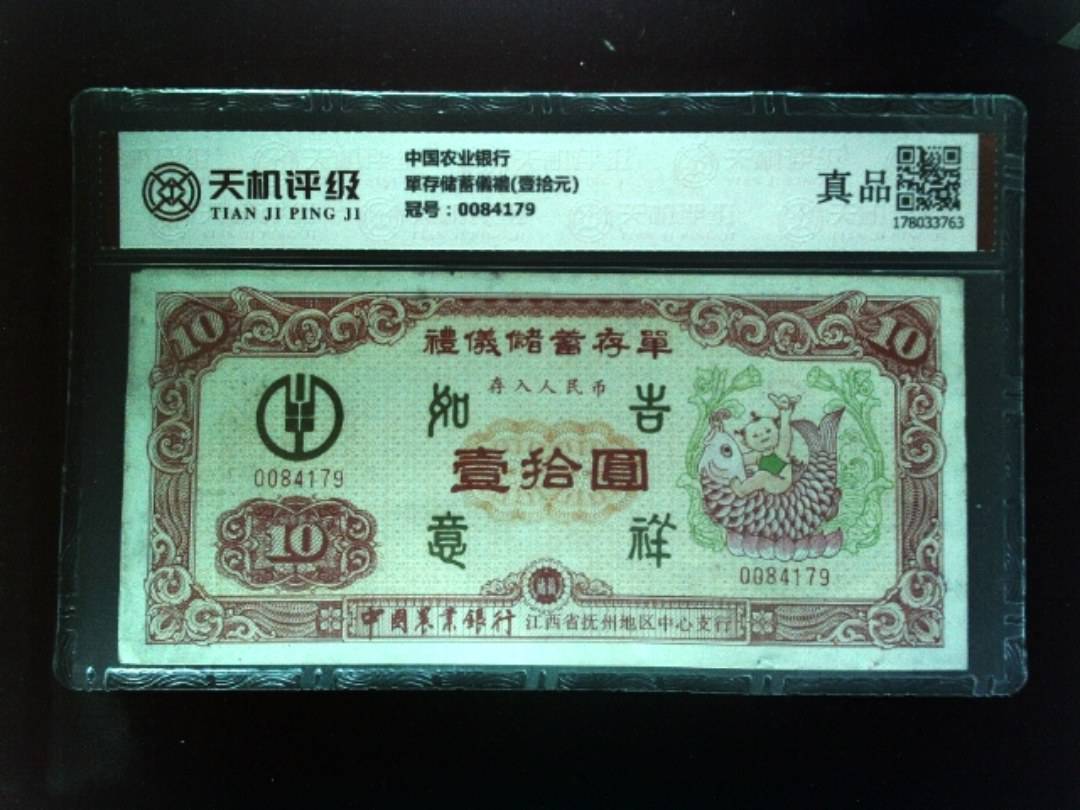 天机评级
TIAN JI PING JI
中国农业银行
單存储蓄儀禮(壹拾元)
冠号：0084179
真品
178033763
10
10
禮儀儲蓄存單
存入人民币
如
吉
0084179
壹拾圓
10
意
祥
0084179
中國農業銀行 江西省抚州地区中心支行